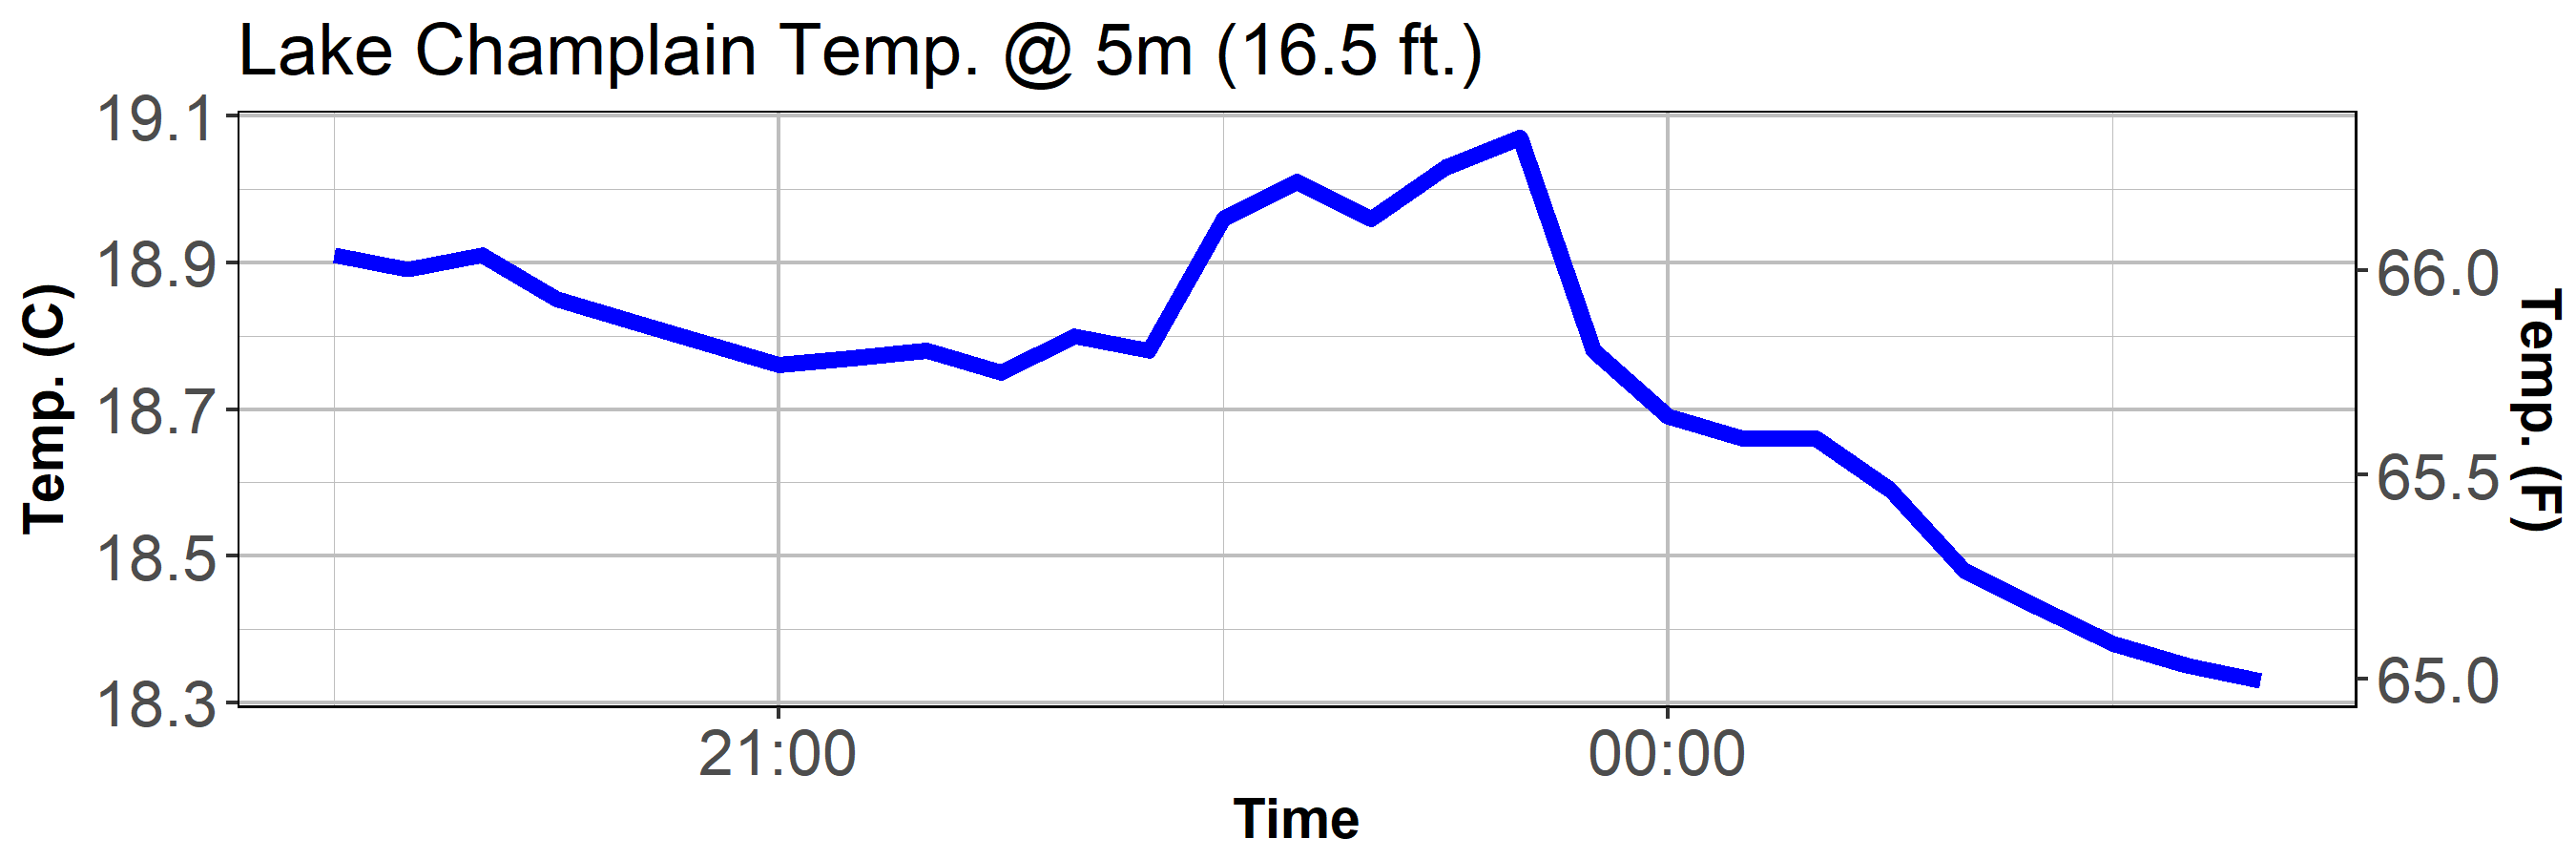 Lake Champlain Temp. @ 5m (16.5 ft.)
Temp. (C)
19.1
18.9
18.7
18.5
18.3
66.0
65.5
65.0
Temp. (F)
21:00
00:00
Time